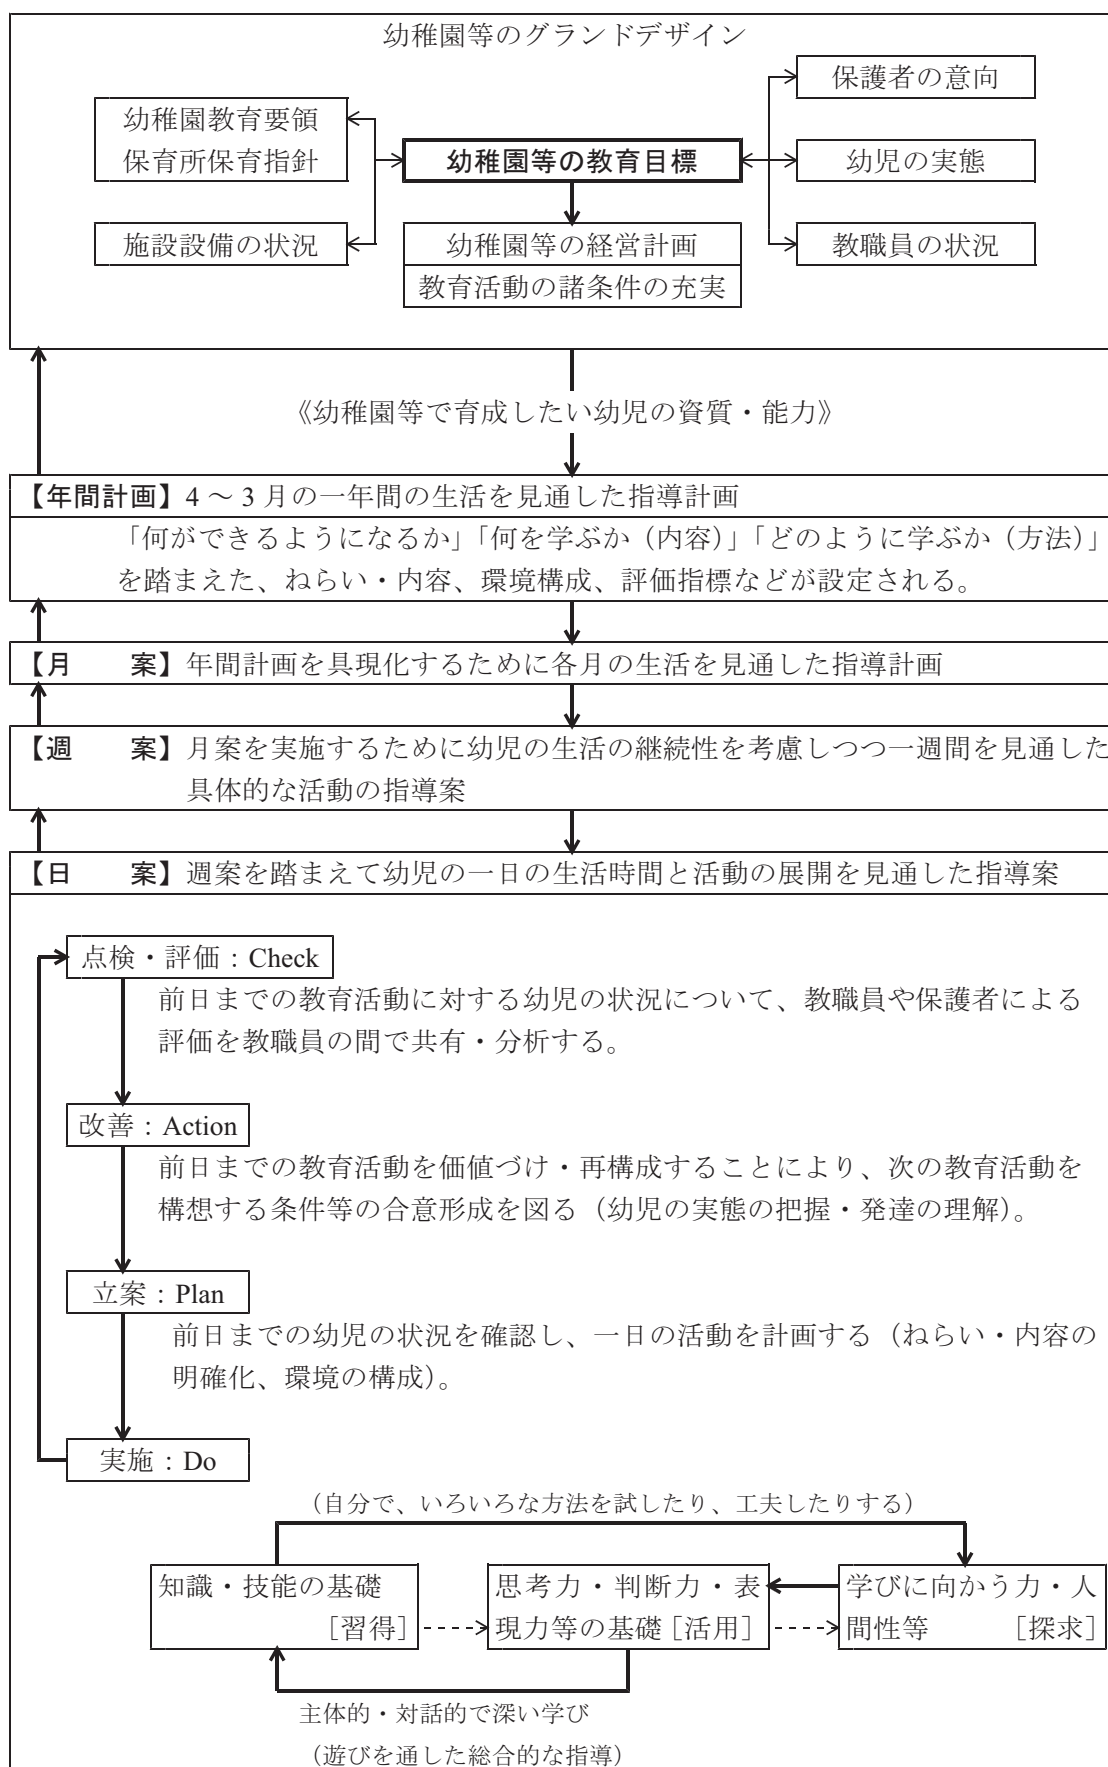 幼稚園等のグランドデザイン
保護者の意向
幼稚園教育要領
保育所保育指針
幼稚園等の教育目標
幼児の実態
施設設備の状況
幼稚園等の経営計画
教育活動の諸条件の充実
教職員の状況
《幼稚園等で育成したい幼児の資質・能力》
【年間計画】4～3月の一年間の生活を見通した指導計画
「何ができるようになるか」「何を学ぶか（内容）」「どのように学ぶか（方法）」
を踏まえた、ねらい・内容、環境構成、評価指標などが設定される。
【月　　案】年間計画を具現化するために各月の生活を見通した指導計画
【週　　案】月案を実施するために幼児の生活の継続性を考慮しつつ一週間を見通した
具体的な活動の指導案
【日　　案】週案を踏まえて幼児の一日の生活時間と活動の展開を見通した指導案
点検・評価：Check
前日までの教育活動に対する幼児の状況について、教職員や保護者による
評価を教職員の間で共有・分析する。
改善：Action
前日までの教育活動を価値づけ・再構成することにより、次の教育活動を
構想する条件等の合意形成を図る（幼児の実態の把握・発達の理解）。
立案：Plan
前日までの幼児の状況を確認し、一日の活動を計画する（ねらい・内容の
明確化、環境の構成）。
実施：Do
（自分で、いろいろな方法を試したり、工夫したりする）
知識・技能の基礎
［習得］
思考力・判断力・表
現力等の基礎［活用］
学びに向かう力・人
間性等　　［探求］
主体的・対話的で深い学び
（遊びを通した総合的な指導）